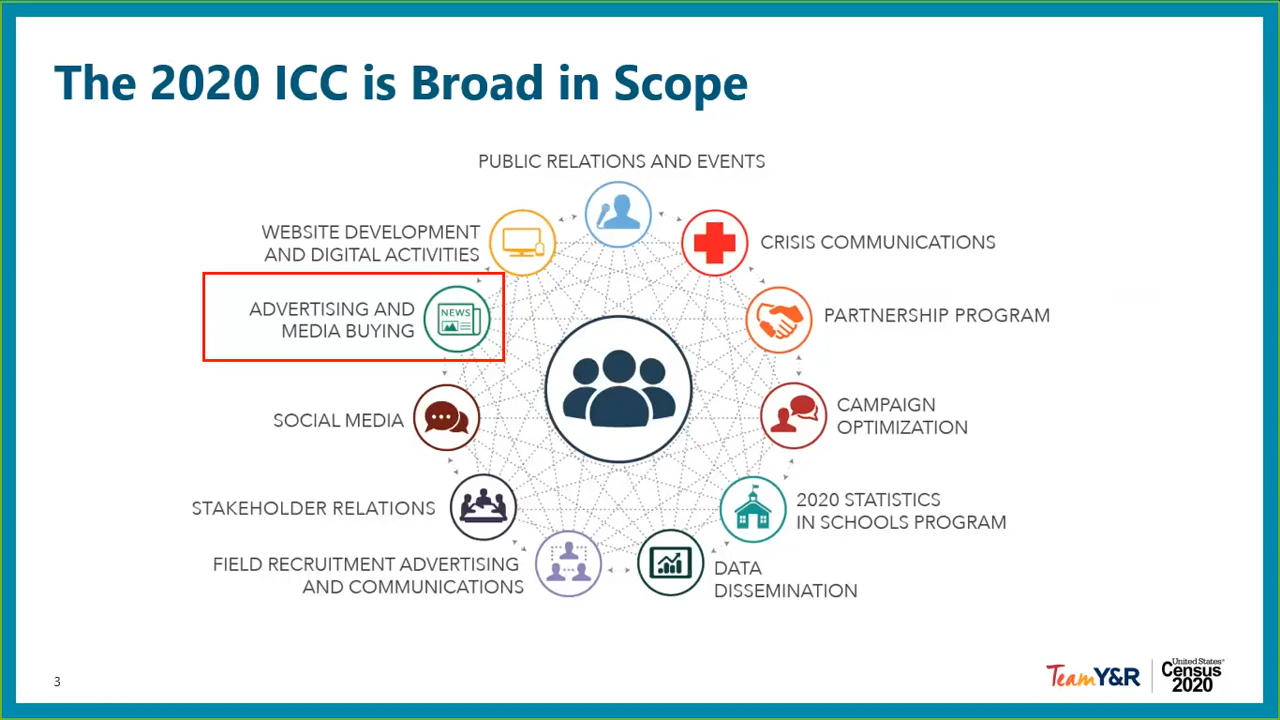 The 2020 ICC is Broad in Scope
PUBLIC RELATIONS AND EVENTS
WEBSITE DEVELOPMENT
AND DIGITAL ACTIVITIES
CRISIS COMMUNICATIONS
ADVERTISING AND
MEDIA BUYING
NEWS
PARTNERSHIP PROGRAM
SOCIAL MEDIA
CAMPAIGN
OPTIMIZATION
STAKEHOLDER RELATIONS
2020 STATISTICS
IN SCHOOLS PROGRAM
FIELD RECRUITMENT ADVERTISING
AND COMMUNICATIONS
DATA
DISSEMINATION
3
TeamY&R
United States®
Census
2020